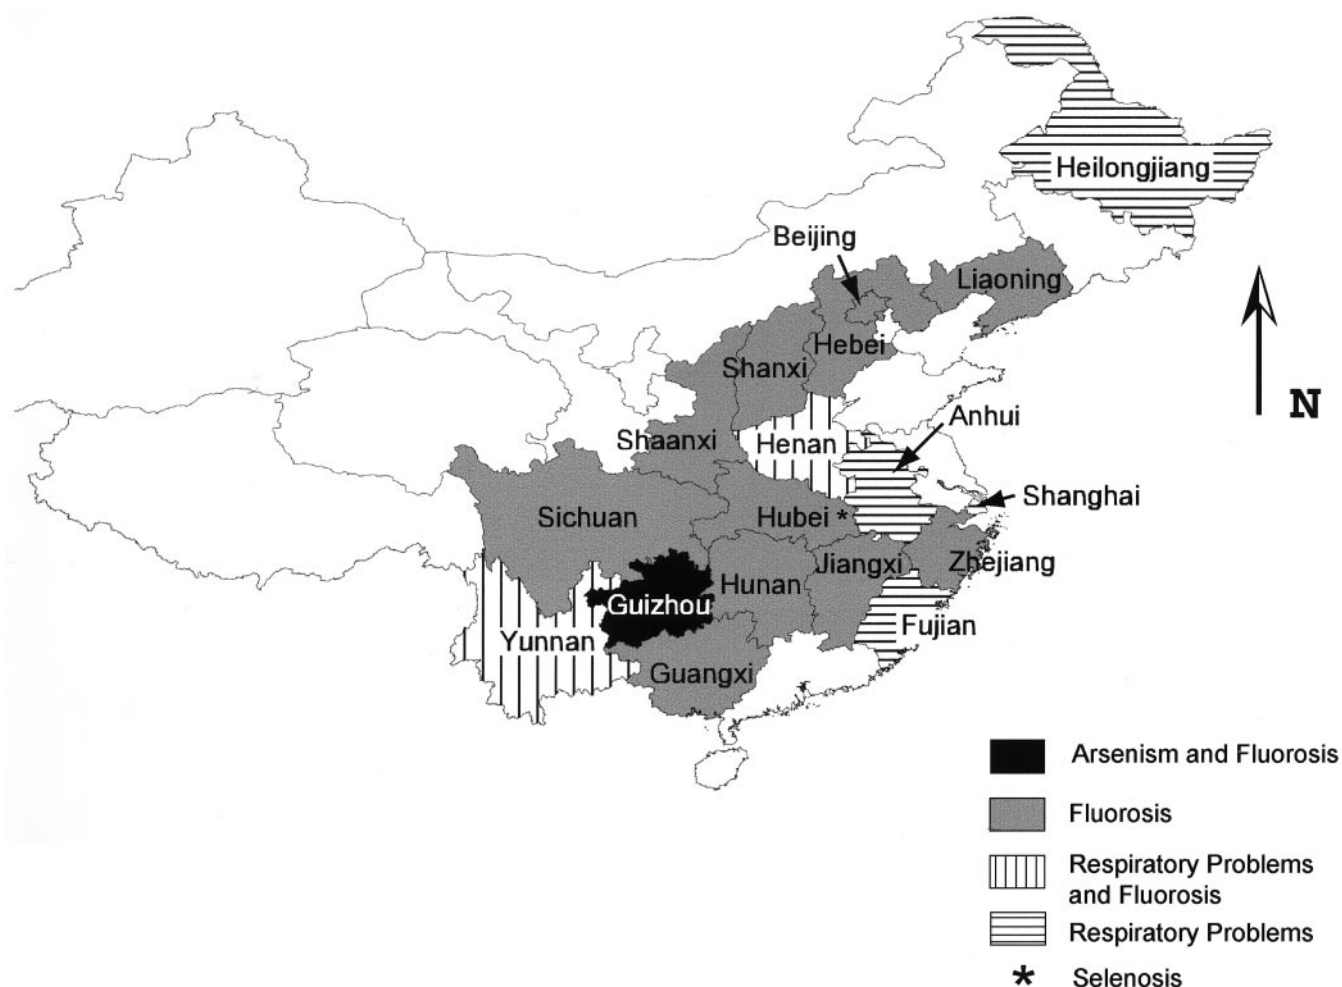 Heilongjiang
Beijing
Liaoning
Hebei
Shanxi
N
Anhui
Shaanxi
Henan
Shanghai
Sichuan
Hubei *
Jiangxi
Zhejiang
Hunan
Guizhou
Fujian
Yunnan
Guangxi
Arsenism and Fluorosis
Fluorosis
Respiratory Problems
and Fluorosis
Respiratory Problems
* Selenosis